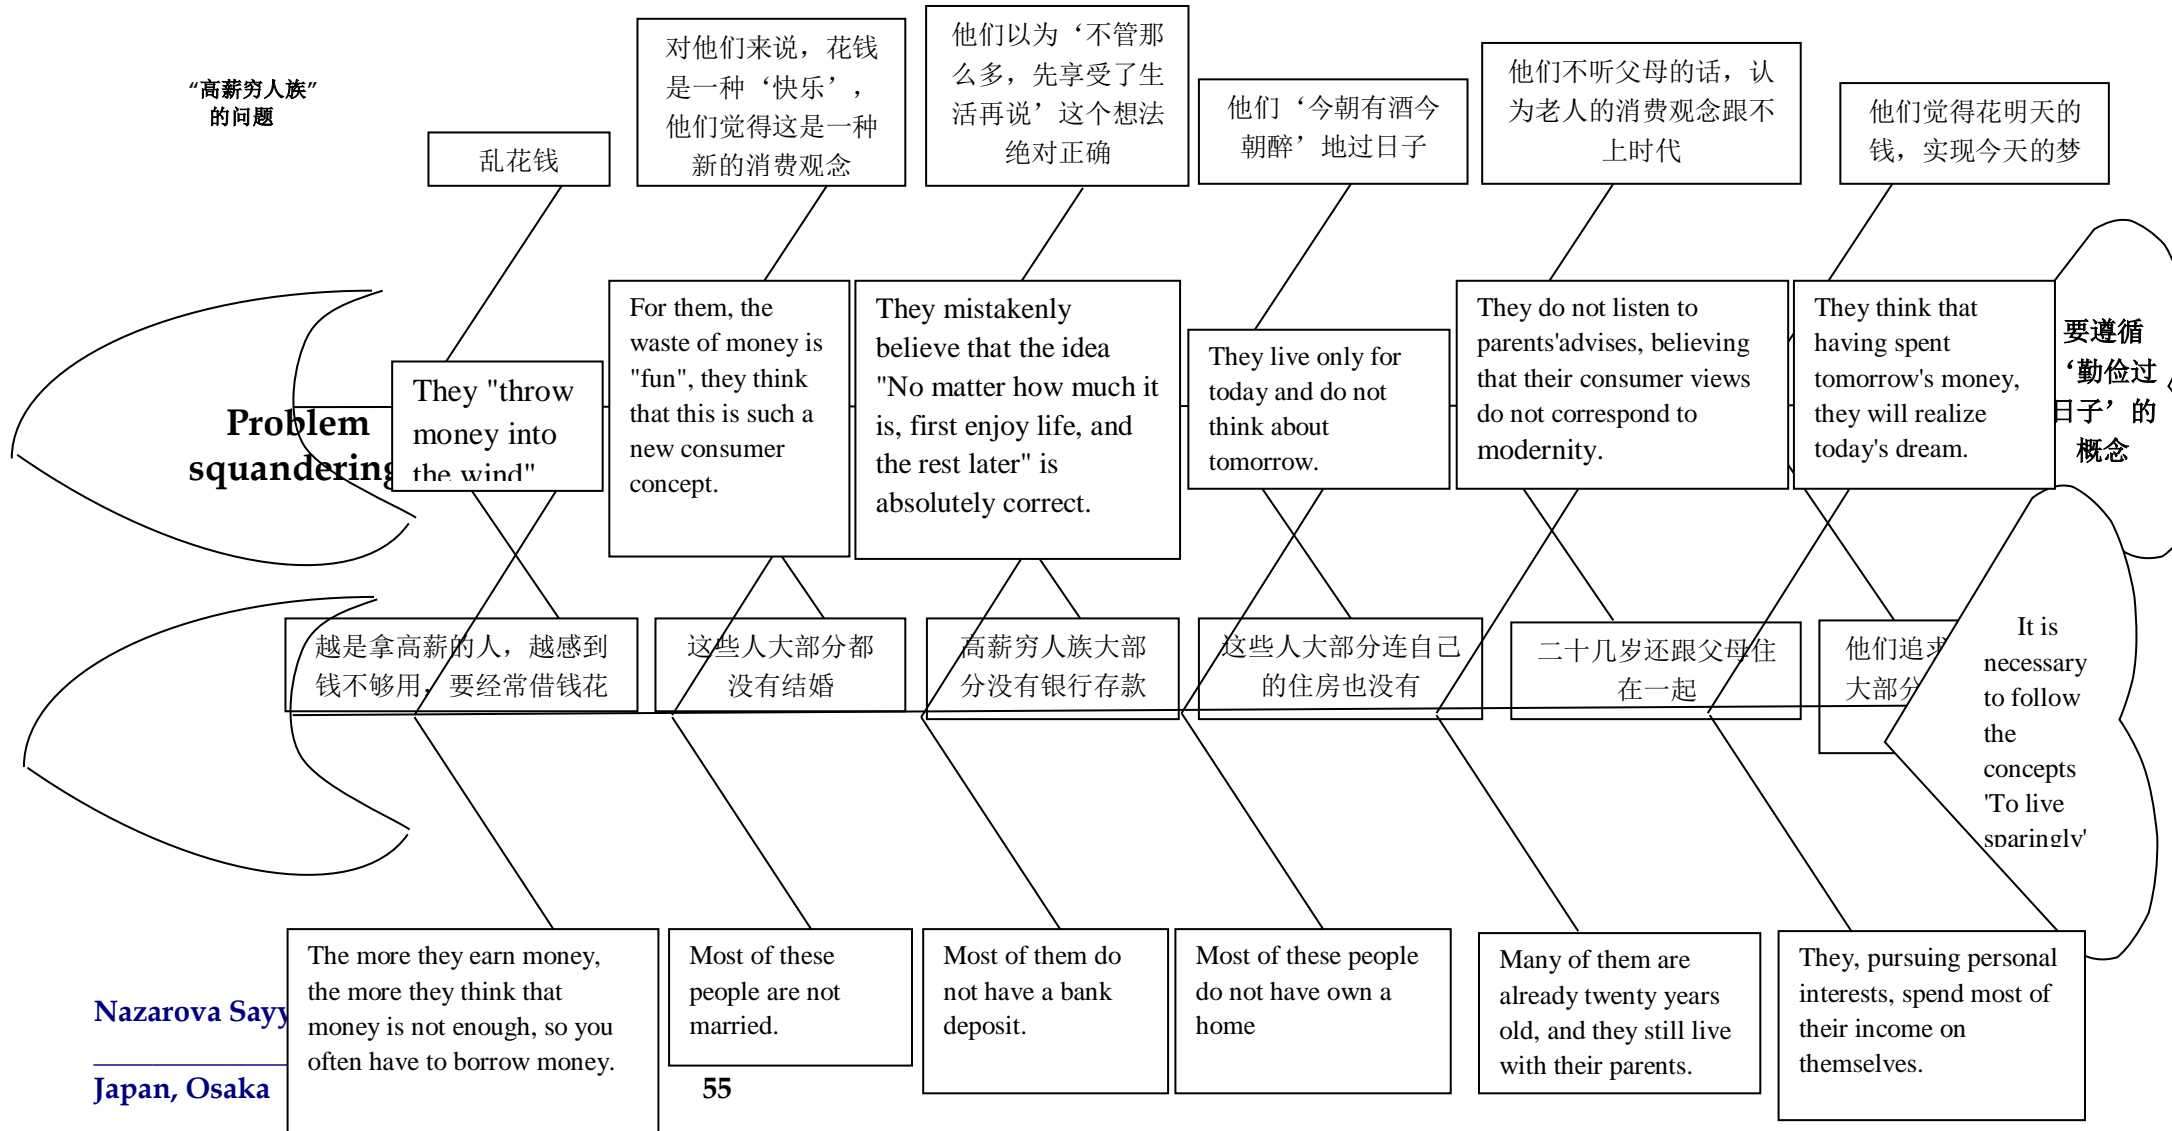 “高薪穷人族”
的问题
乱花钱
对他们来说，花钱
是一种‘快乐’，
他们觉得这是一种
新的消费观念
他们以为‘不管那
么多，先享受了生
活再说’这个想法
绝对正确
他们‘今朝有酒今
朝醉’地过日子
他们不听父母的话，认
为老人的消费观念跟不
上时代
他们觉得花明天的
钱，实现今天的梦
Problem
squandering
They "throw
money into
the wind"
For them, the
waste of money is
"fun", they think
that this is such a
new consumer
concept.
They mistakenly
believe that the idea
"No matter how much it
is, first enjoy life, and
the rest later" is
absolutely correct.
They live only for
today and do not
think about
tomorrow.
They do not listen to
parents'advises, believing
that their consumer views
do not correspond to
modernity.
They think that
having spent
tomorrow's money,
they will realize
today's dream.
要遵循
‘勤俭过
日子’的
概念
越是拿高薪的人，越感到
钱不够用，要经常借钱花
这些人大部分都
没有结婚
高薪穷人族大部
分没有银行存款
这些人大部分连自己
的住房也没有
二十几岁还跟父母住
在一起
他们追求
大部分
It is
necessary
to follow
the
concepts
'To live
sparingly'
The more they earn money,
the more they think that
money is not enough, so you
often have to borrow money.
Most of these
people are not
married.
Most of them do
not have a bank
deposit.
Most of these people
do not have own a
home
Many of them are
already twenty years
old, and they still live
with their parents.
They, pursuing personal
interests, spend most of
their income on
themselves.
Nazarova Sayy
Japan, Osaka
55